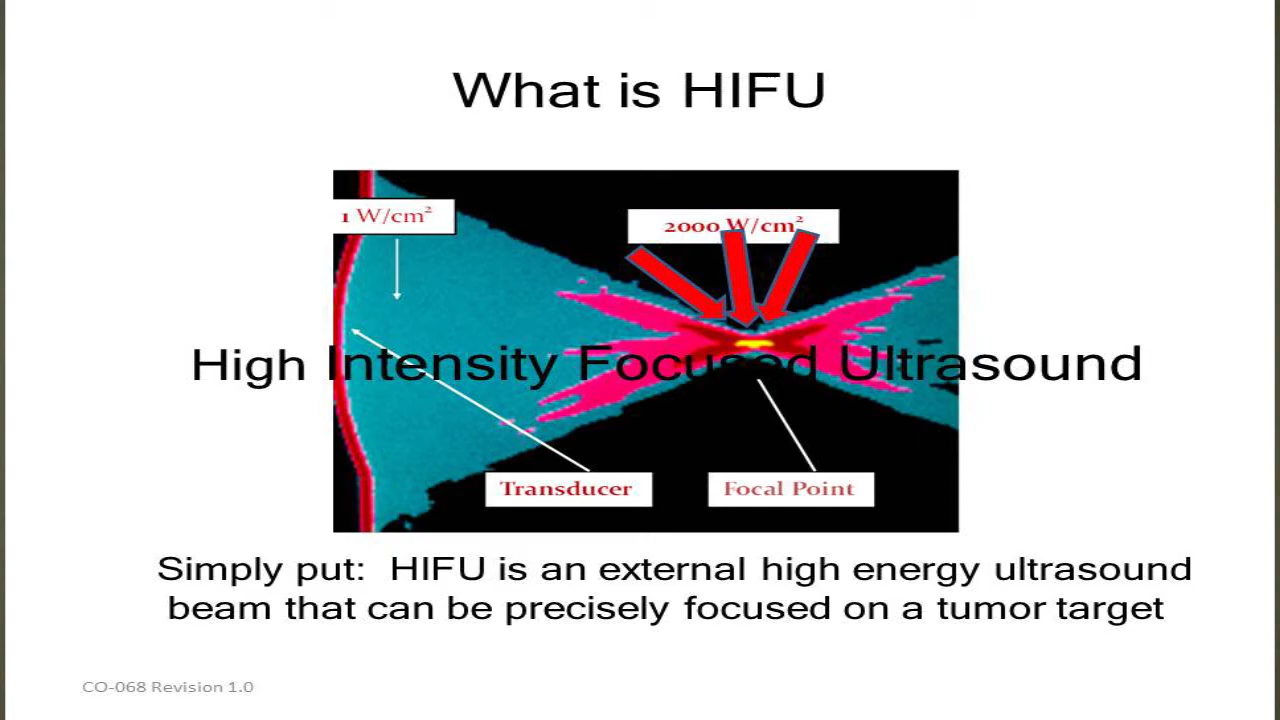 What is HIFU
1 W/cm²
2000 W/cm²
High Intensity Focused Ultrasound
Transducer
Focal Point
Simply put:  HIFU is an external high energy ultrasound
beam that can be precisely focused on a tumor target
CO-068 Revision 1.0